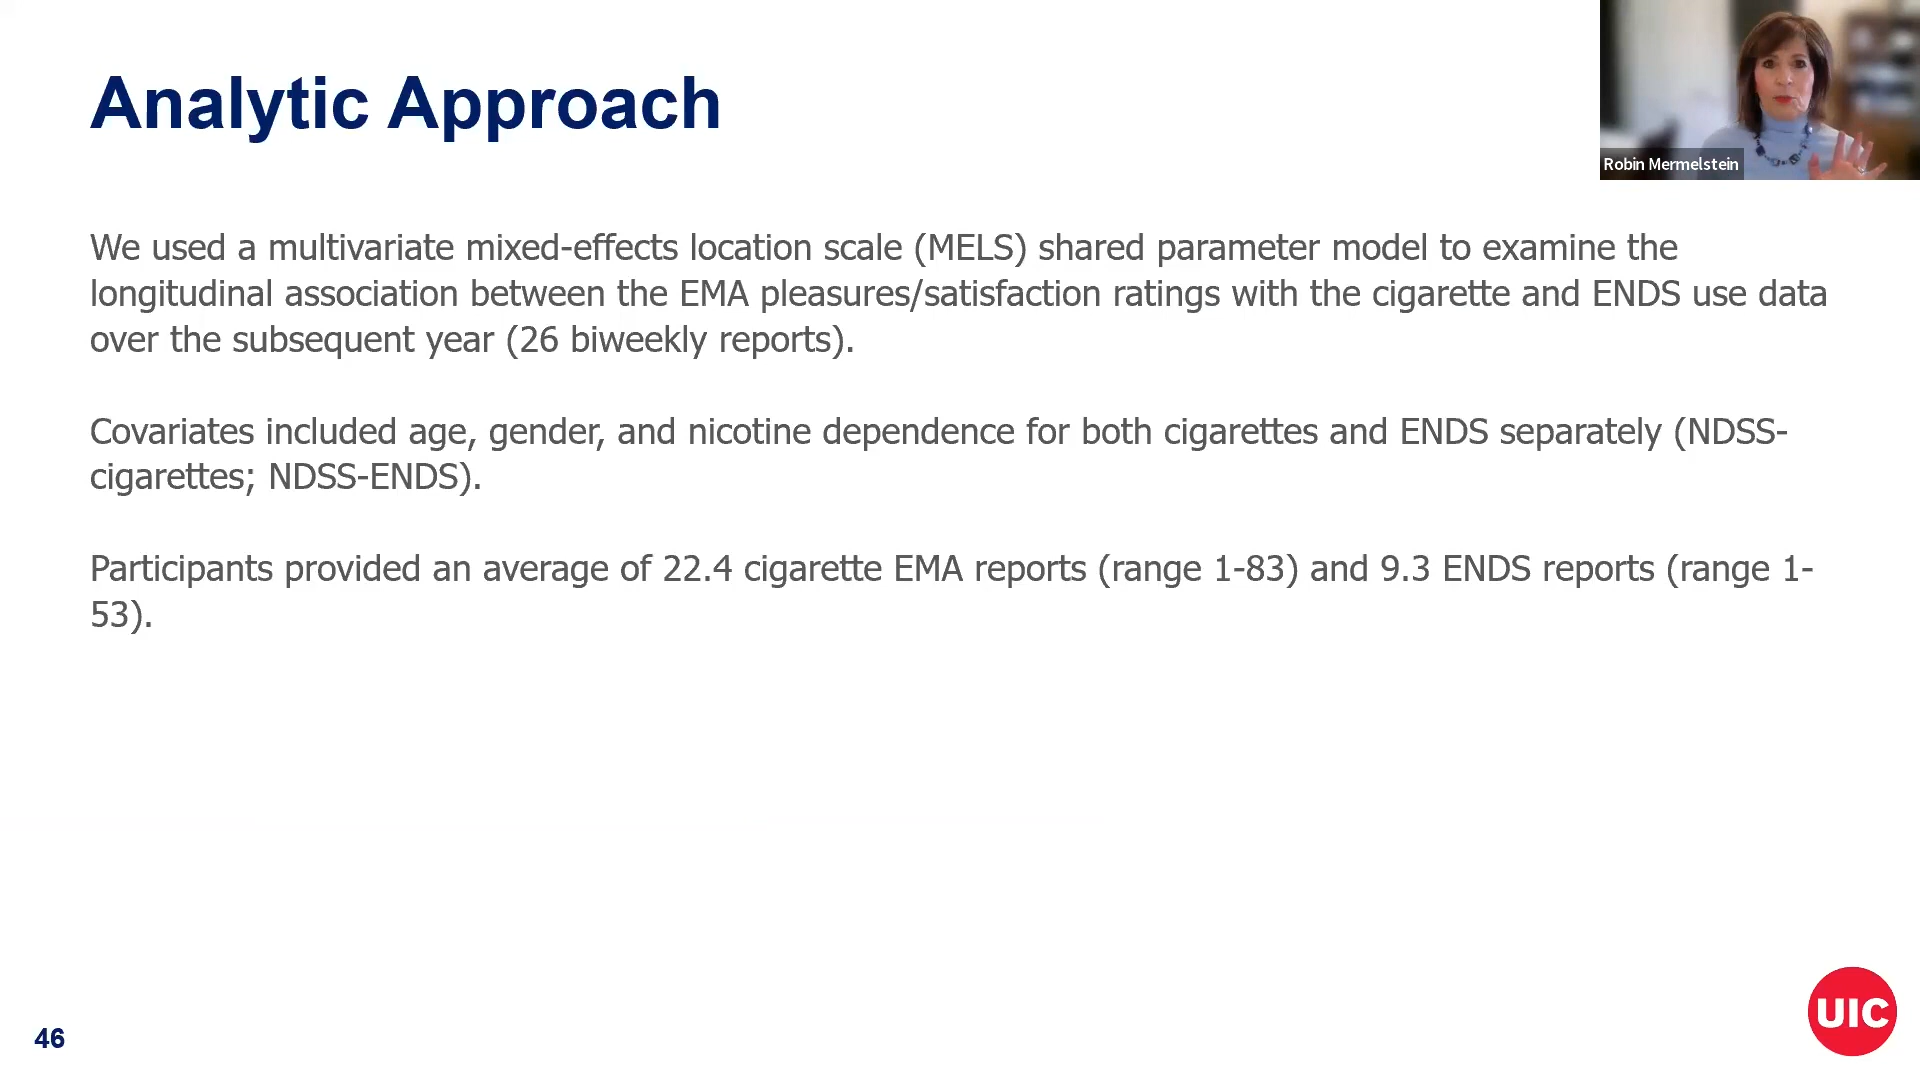 Analytic Approach
Robin Mermelstein
We used a multivariate mixed-effects location scale (MELS) shared parameter model to examine the
longitudinal association between the EMA pleasures/satisfaction ratings with the cigarette and ENDS use data
over the subsequent year (26 biweekly reports).
Covariates included age, gender, and nicotine dependence for both cigarettes and ENDS separately (NDSS-
cigarettes; NDSS-ENDS).
Participants provided an average of 22.4 cigarette EMA reports (range 1-83) and 9.3 ENDS reports (range 1-
53).
46
UIC